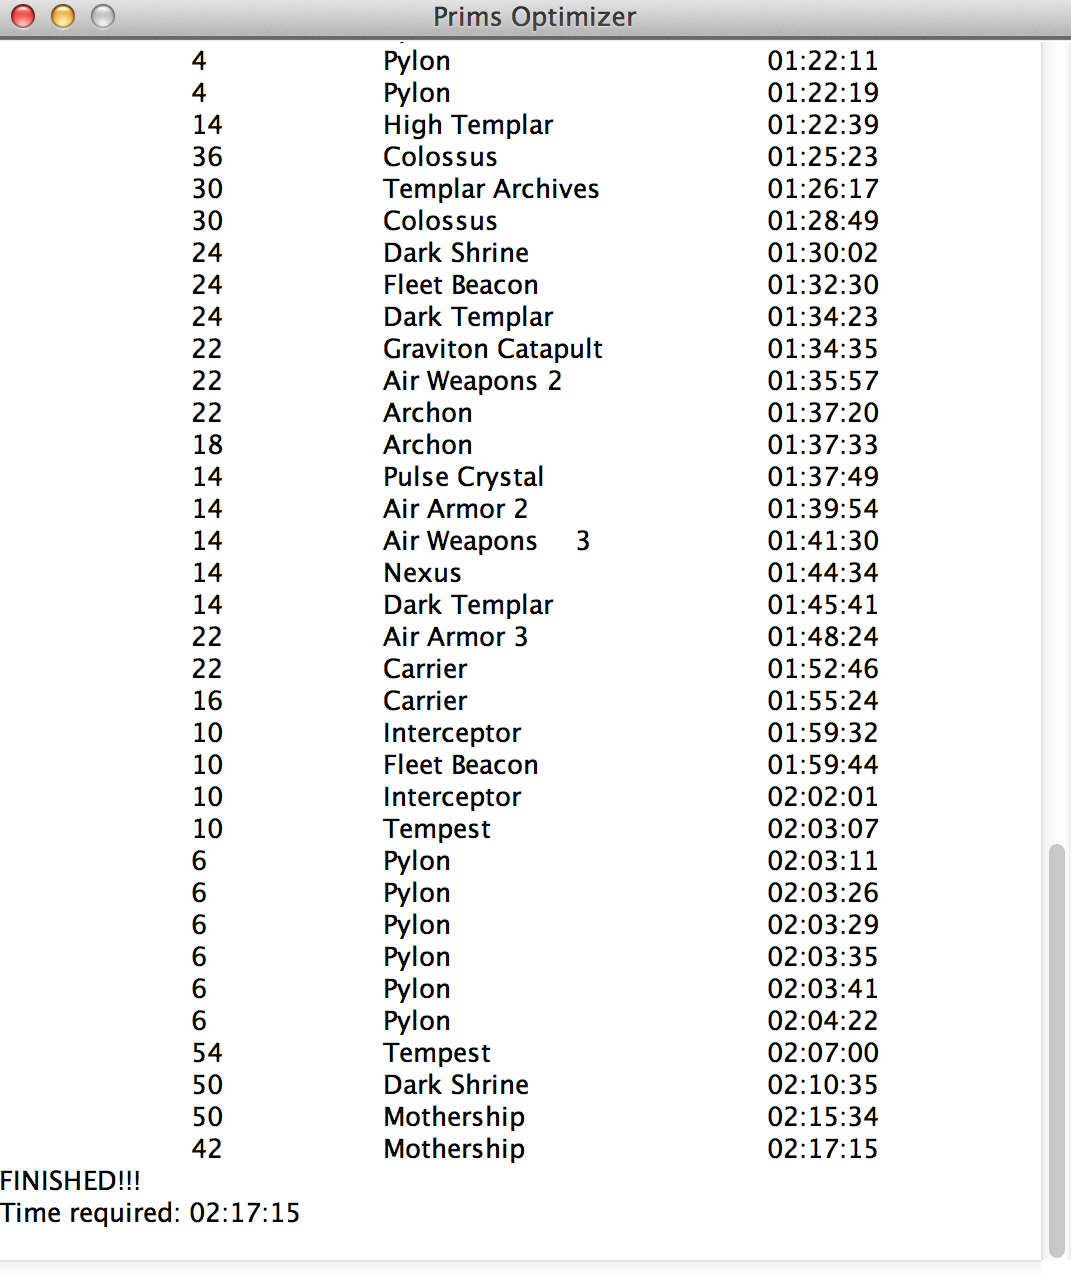 Prims Optimizer
4 Pylon 01:22:11
4 Pylon 01:22:19
14 High Templar 01:22:39
36 Colossus 01:25:23
30 Templar Archives 01:26:17
30 Colossus 01:28:49
24 Dark Shrine 01:30:02
24 Fleet Beacon 01:32:30
24 Dark Templar 01:34:23
22 Graviton Catapult 01:34:35
22 Air Weapons 2 01:35:57
22 Archon 01:37:20
18 Archon 01:37:33
14 Pulse Crystal 01:37:49
14 Air Armor 2 01:39:54
14 Air Weapons 3 01:41:30
14 Nexus 01:44:34
14 Dark Templar 01:45:41
22 Air Armor 3 01:48:24
22 Carrier 01:52:46
16 Carrier 01:55:24
10 Interceptor 01:59:32
10 Fleet Beacon 01:59:44
10 Interceptor 02:02:01
10 Tempest 02:03:07
6 Pylon 02:03:11
6 Pylon 02:03:26
6 Pylon 02:03:29
6 Pylon 02:03:35
6 Pylon 02:03:41
6 Pylon 02:04:22
54 Tempest 02:07:00
50 Dark Shrine 02:10:35
50 Mothership 02:15:34
42 Mothership 02:17:15
FINISHED!!!
Time required: 02:17:15